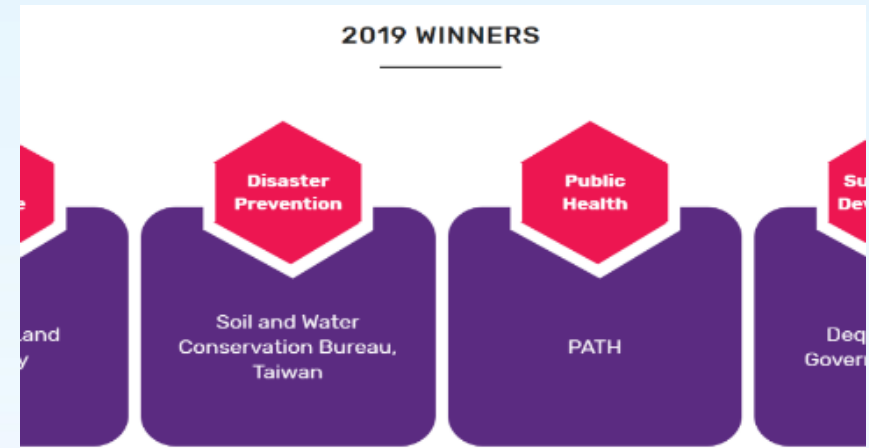 2019 WINNERS
Disaster
Prevention
Public
Health
Soil and Water
Conservation Bureau,
Taiwan
PATH